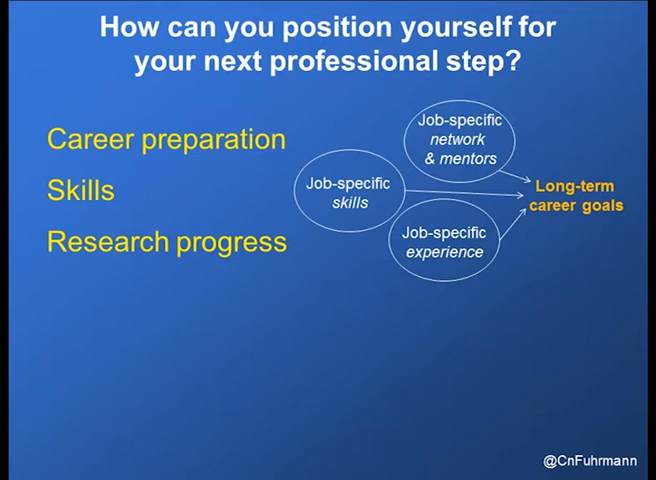 How can you position yourself for
your next professional step?
Career preparation
Skills
Research progress
Job-specific
network
& mentors
Job-specific
skills
Job-specific
experience
Long-term
career goals
@CnFuhrmann